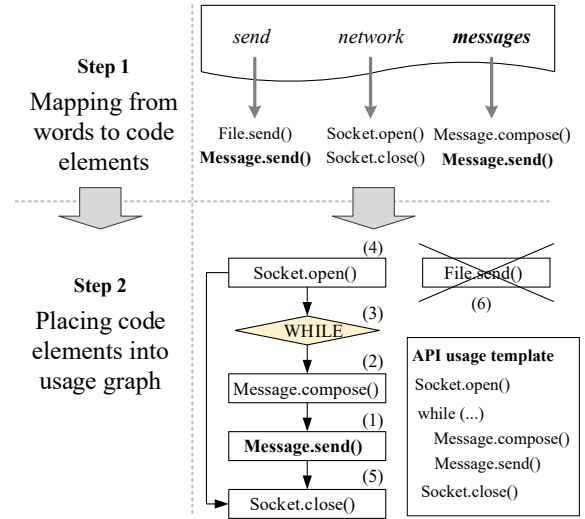 send network messages
Step 1
Mapping from
words to code
elements
File.send() Socket.open() Message.compose()
Message.send() Socket.close() Message.send()
Step 2
Placing code
elements into
usage graph
(4)
Socket.open()
File.send()
(6)
(3)
WHILE
(2)
Message.compose()
(1)
Message.send()
(5)
Socket.close()
API usage template
Socket.open()
while (...)
Message.compose()
Message.send()
Socket.close()